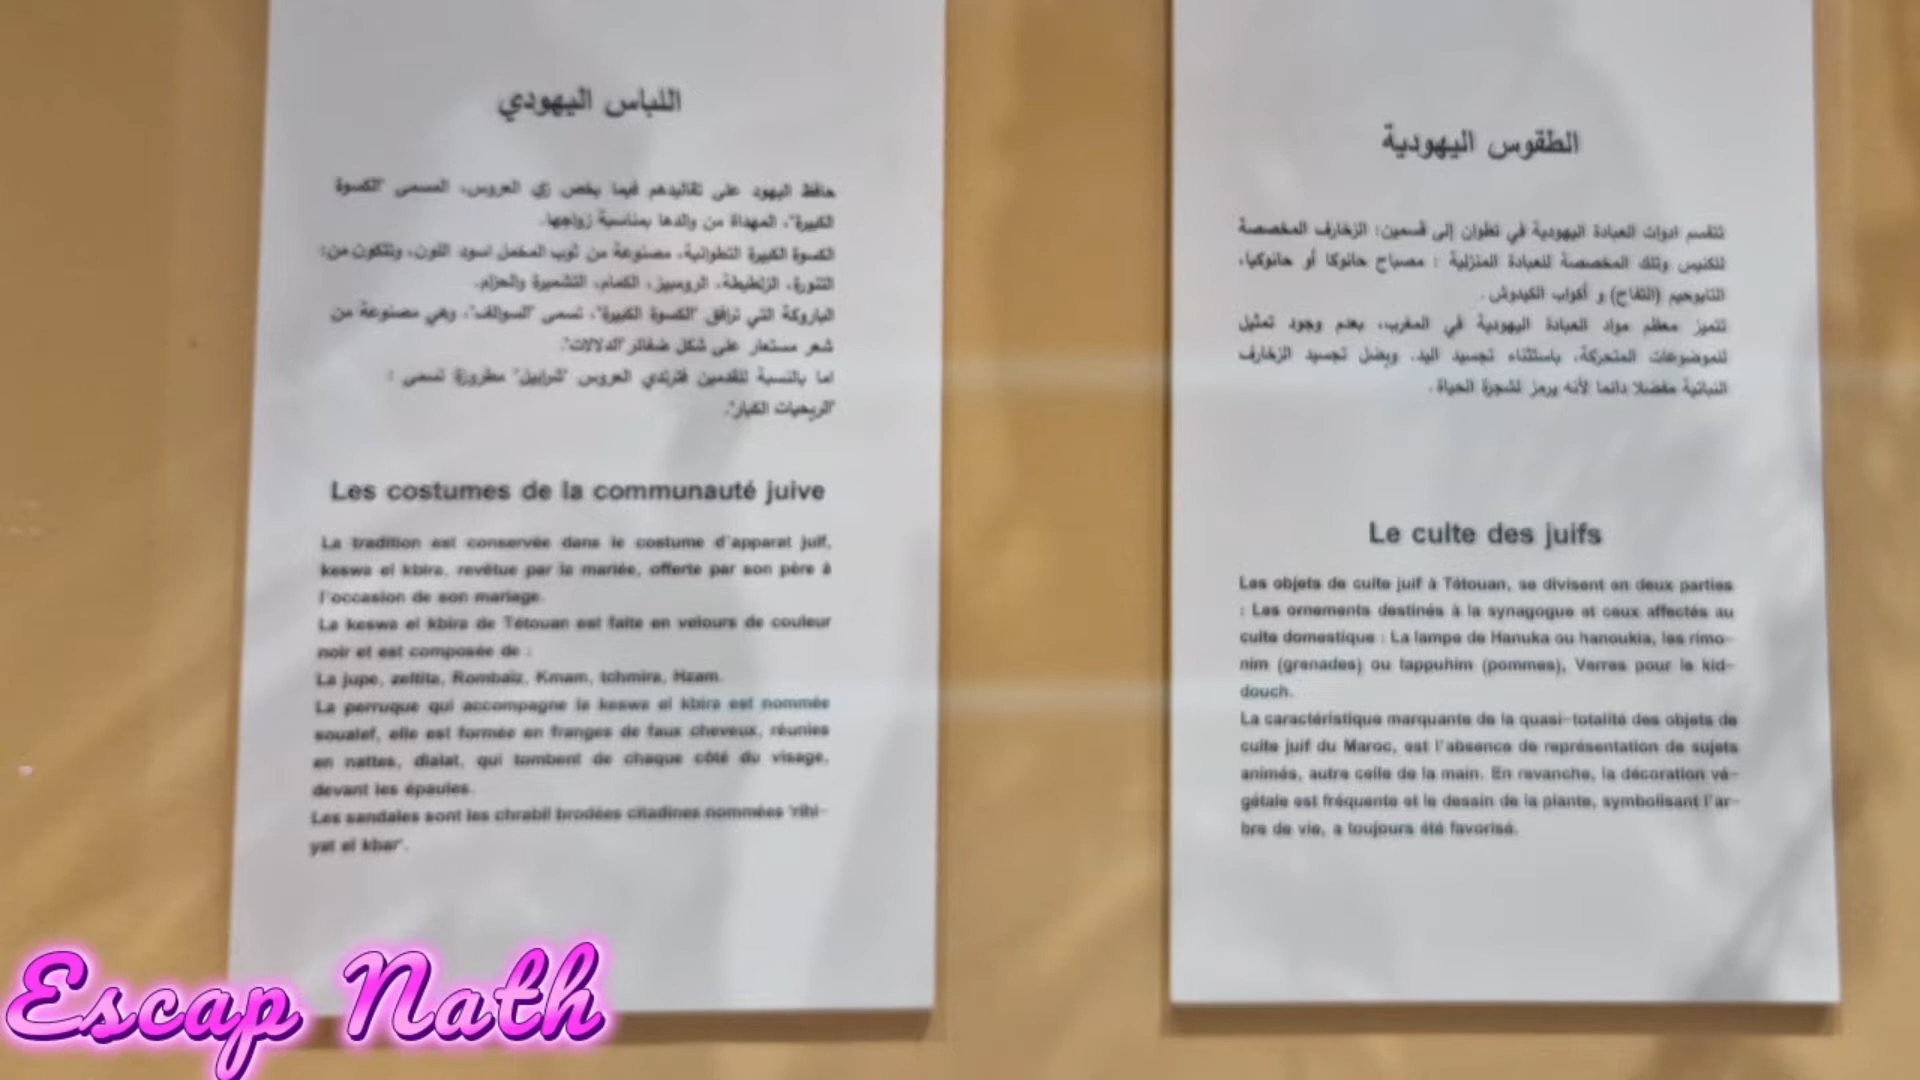 اللباس اليهودي
حافظ اليهود على تقاليدهم فيما يخص زي العروس، المسمى "الكسوة
الكبيرة"، المهداة من والدها بمناسبة زواجها.
الكسوة الكبيرة التطوانية، مصنوعة من ثوب المخمل اسود اللون، وتتكون من:
التنورة، الزلطيطة، الرومبيز، الكمام، التشميرة والحزام.
الباروكة التي ترافق "الكسوة الكبيرة"، تسمى "السوالف"، وهي مصنوعة من
شعر مستعار على شكل ضفائر "الدلالات".
اما بالنسبة للقدمين فترتدي العروس "شرابيل" مطروزة تسمى :
"الريحيات الكبار".
Les costumes de la communauté juive
La tradition est conservée dans le costume d'apparat juif,
keswa el kbira, revêtue par la mariée, offerte par son père à
l'occasion de son mariage.
La keswa el kbira de Tétouan est faite en velours de couleur
noir et est composée de :
La jupe, zeltita, Rombaiz, Kmam, tchmira, Hzam.
La perruque qui accompagne la keswa el kbira est nommée
soualef, elle est formée en franges de faux cheveux, réunies
en nattes, dlalat, qui tombent de chaque côté du visage,
devant les épaules.
Les sandales sont les chrabil brodées citadines nommées 'rihi-
yat el kbar'.
الطقوس اليهودية
تنقسم ادوات العبادة اليهودية في تطوان إلى قسمين: الزخارف المخصصة
للكنيس وتلك المخصصة للعبادة المنزلية : مصباح حانوكا أو حانوكيا،
التابوحيم (التفاح) و أكواب الكيدوش .
تتميز معظم مواد العبادة اليهودية في المغرب، بعدم وجود تمثيل
للموضوعات المتحركة، باستثناء تجسيد اليد. ويضل تجسيد الزخارف
النباتية مفضلا دائما لأنه يرمز لشجرة الحياة.
Le culte des juifs
Les objets de culte juif à Tétouan, se divisent en deux parties
: Les ornements destinés à la synagogue et ceux affectés au
culte domestique : La lampe de Hanuka ou hanoukia, les rimo-
nim (grenades) ou tappuhim (pommes), Verres pour le kid-
douch.
La caractéristique marquante de la quasi-totalité des objets de
culte juif du Maroc, est l'absence de représentation de sujets
animés, autre celle de la main. En revanche, la décoration vé-
gétale est fréquente et le dessin de la plante, symbolisant l'ar-
bre de vie, a toujours été favorisé.
Escap Nath